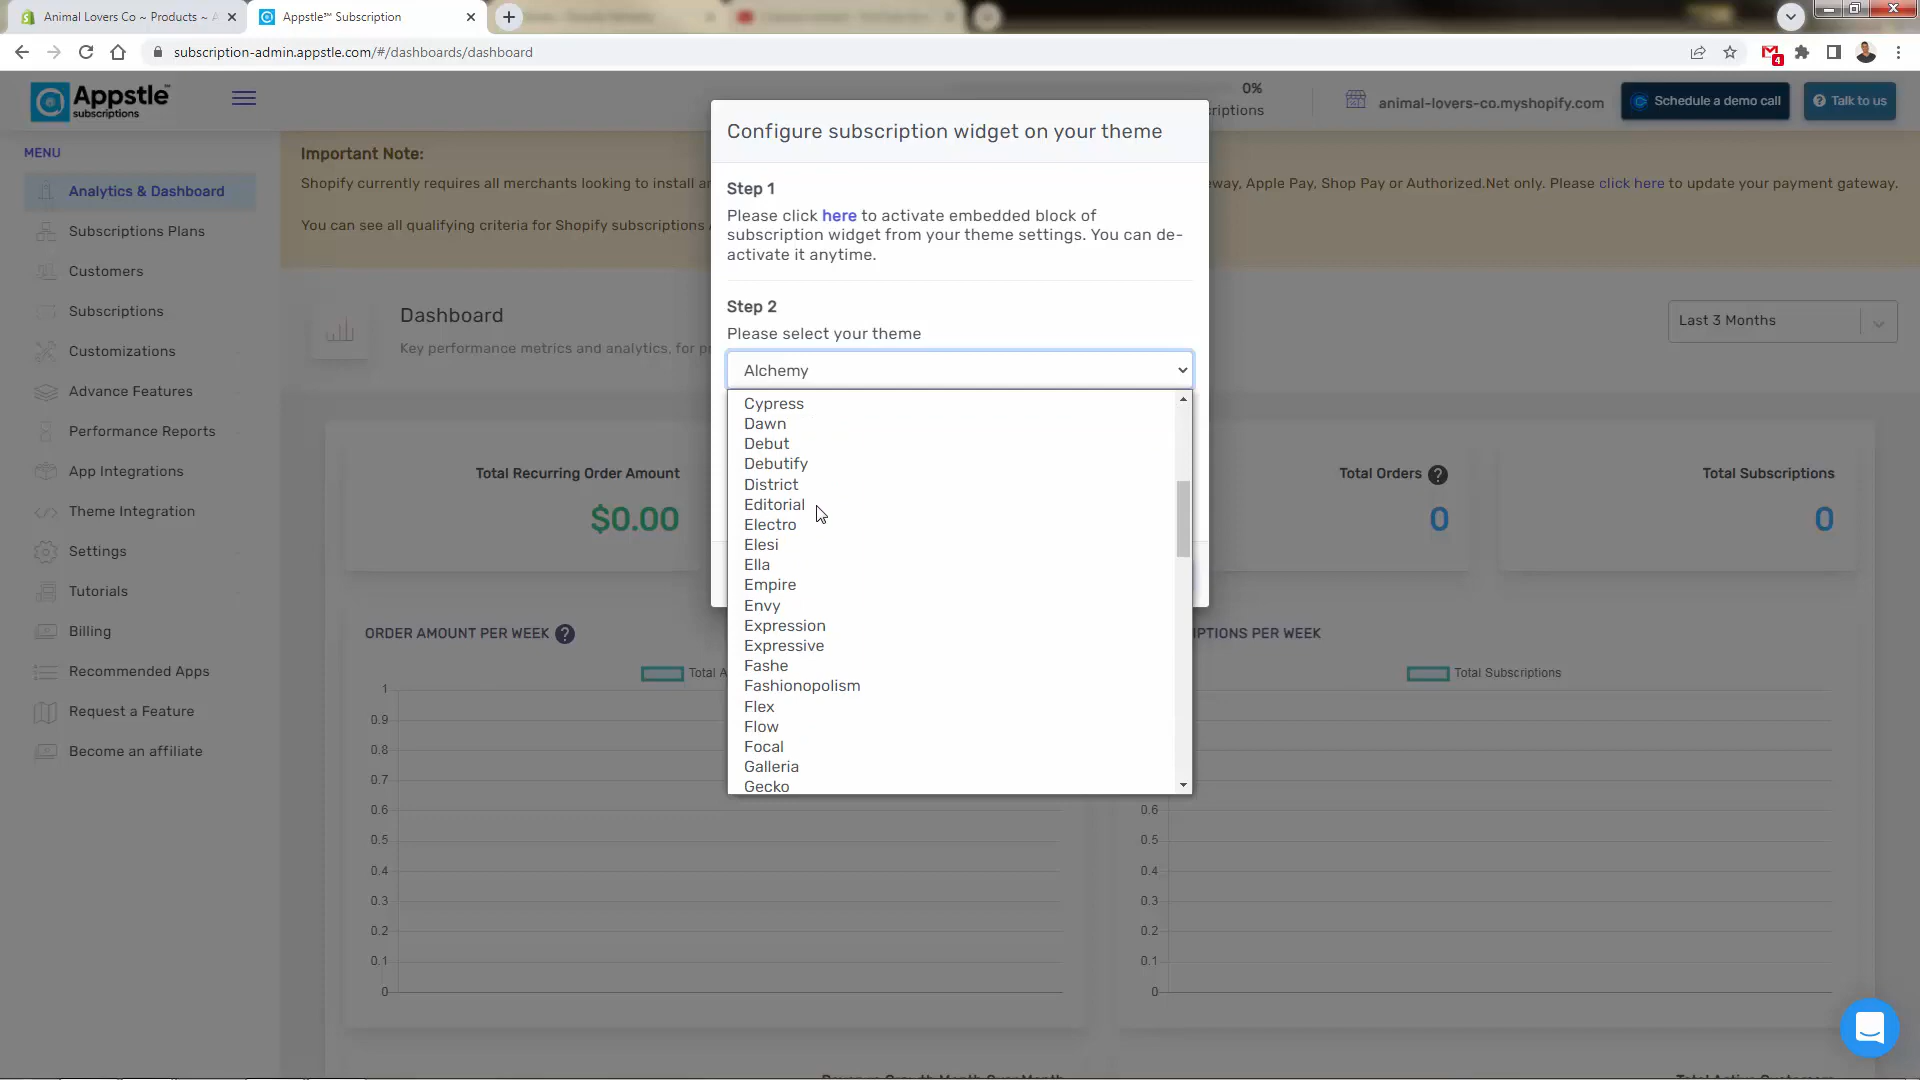 Animal Lovers Co ~ Products ~
Appstle™ Subscription
subscription-admin.appstle.com/#/dashboards/dashboard
4
Appstle™
subscriptions
0%
criptions
animal-lovers-co.myshopify.com
Schedule a demo call
Talk to us
MENU
Analytics & Dashboard
Subscriptions Plans
Customers
Subscriptions
Customizations
Advance Features
Performance Reports
App Integrations
Theme Integration
Settings
Tutorials
Billing
Recommended Apps
Request a Feature
Become an affiliate
Important Note:
Shopify currently requires all merchants looking to install
way, Apple Pay, Shop Pay or Authorized.Net only. Please click here to update your payment gateway.
You can see all qualifying criteria for Shopify subscriptions
Dashboard
Key performance metrics and analytics, for
Last 3 Months
Configure subscription widget on your theme
Step 1
Please click here to activate embedded block of
subscription widget from your theme settings. You can de-
activate it anytime.
Step 2
Please select your theme
Alchemy
Cypress
Dawn
Debut
Debutify
District
Editorial
Electro
Elesi
Ella
Empire
Envy
Expression
Expressive
Fashe
Fashionopolism
Flex
Flow
Focal
Galleria
Gecko
Total Recurring Order Amount
$0.00
Total Orders
0
Total Subscriptions
0
ORDER AMOUNT PER WEEK
Total A
1
0.9
0.8
0.7
0.6
0.5
0.4
0.3
0.2
0.1
0
IPTIONS PER WEEK
Total Subscriptions
0.6
0.5
0.4
0.3
0.2
0.1
0